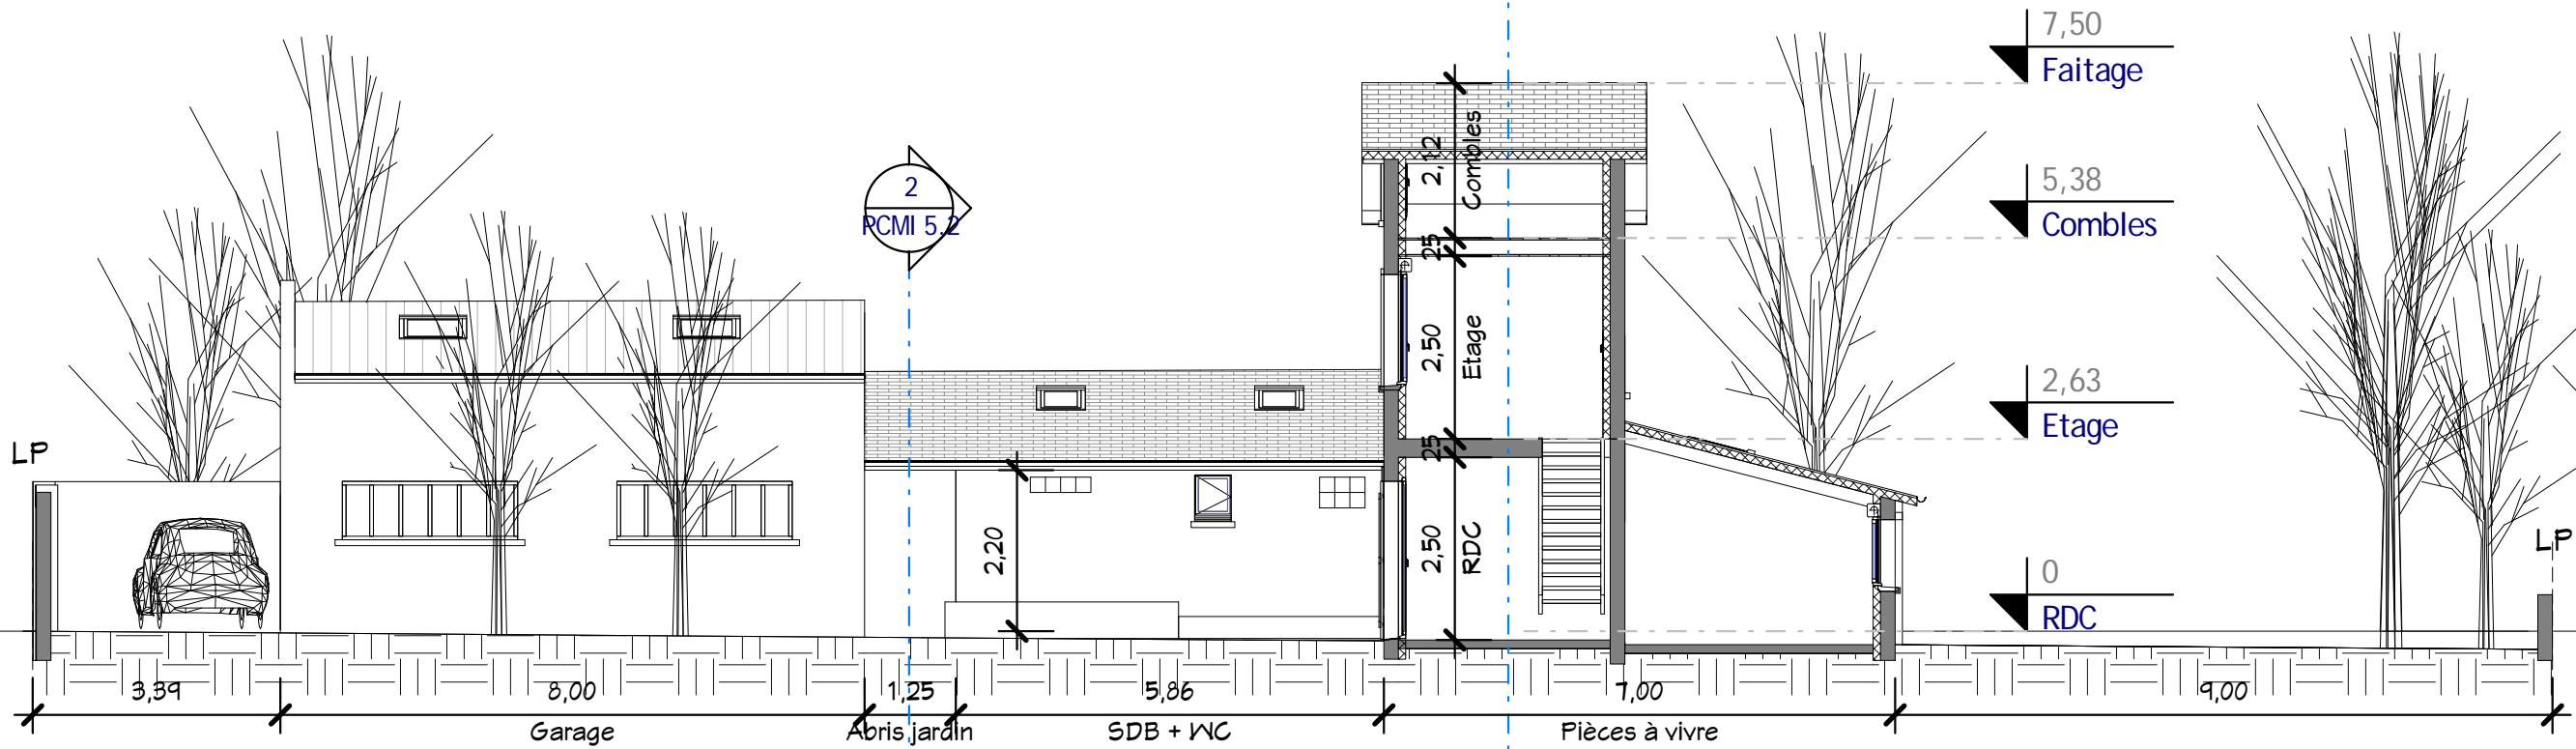 7,50
Faitage
2
PCMI 5.2
2,12
Combles
5,38
Combles
25
2,50
Etage
2,63
Etage
LP
25
2,20
2,50
RDC
LP
0
RDC
3,39
8,00
1,25
5,86
7,00
9,00
Garage
Abris jardin
SDB + WC
Pièces à vivre